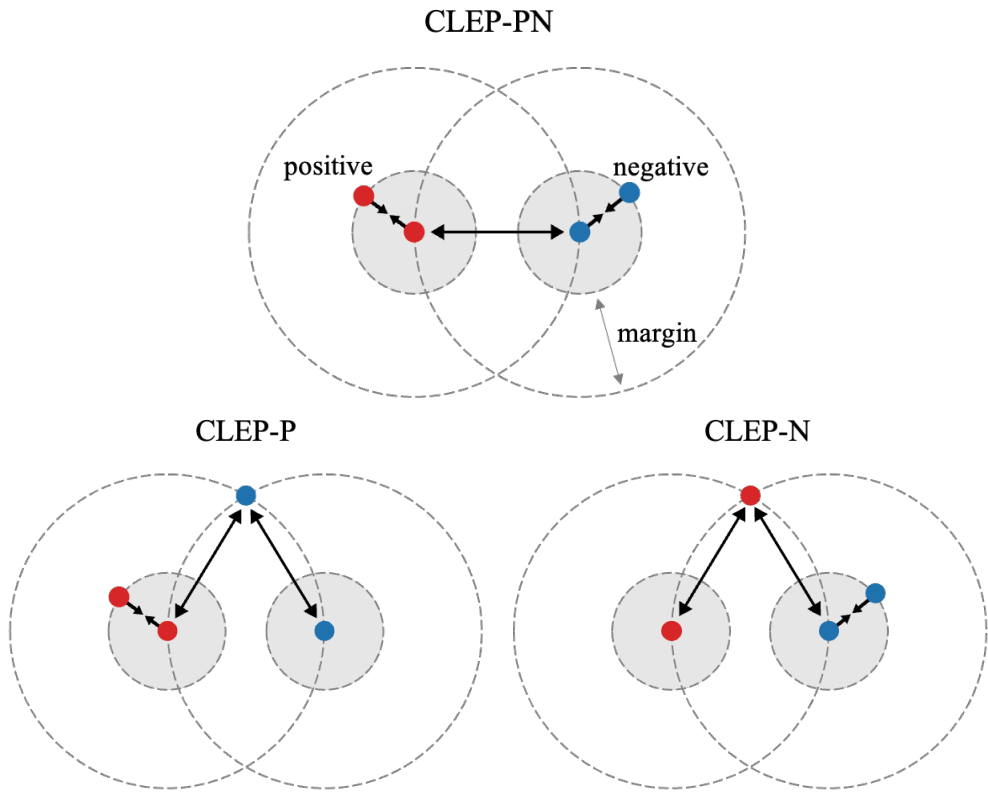 CLEP-PN
positive
negative
margin
CLEP-P
CLEP-N